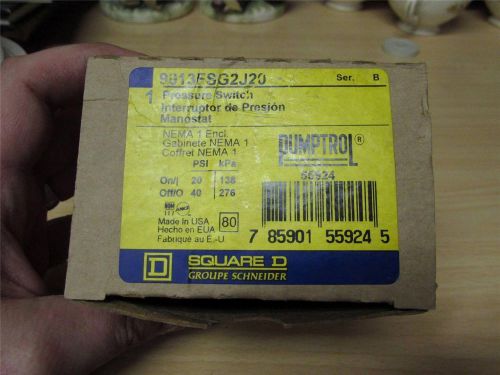 9013FSG2J20 Ser. B
1 Pressure Switch
Interruptor de Presión
Manostat
NEMA 1 Encl.
Gabinete NEMA 1
Coffret NEMA 1
PUMPTROL®
55924
PSI kPa
On/| 20 138
Off/O 40 276
Made in USA
Hecho en EUA
Fabriqué au É.-U.
80
7 85901 55924 5
D SQUARE D
GROUPE SCHNEIDER